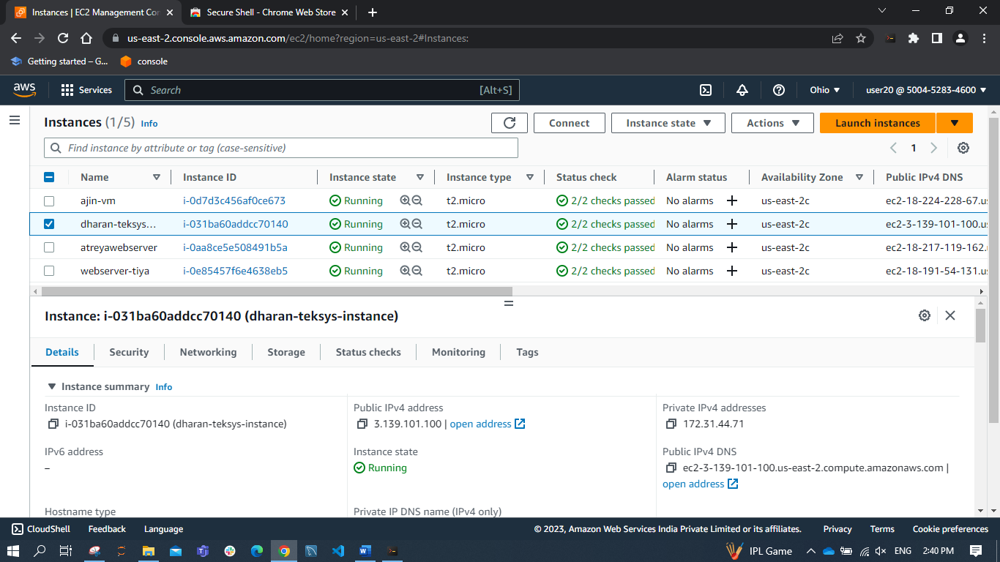 Instances | EC2 Management Con
Secure Shell - Chrome Web Store
us-east-2.console.aws.amazon.com/ec2/home?region=us-east-2#Instances:
Getting started – G...
console
aws
Services
Search
[Alt+S]
Ohio
user20 @ 5004-5283-4600
Instances (1/5) Info
Connect
Instance state
Actions
Launch instances
Find instance by attribute or tag (case-sensitive)
1
Name Instance ID Instance state Instance type Status check Alarm status Availability Zone Public IPv4 DNS
ajin-vm i-0d7d3c456af0ce673 Running t2.micro 2/2 checks passed No alarms us-east-2c ec2-18-224-228-67.us
dharan-teksys... i-031ba60addcc70140 Running t2.micro 2/2 checks passed No alarms us-east-2c ec2-3-139-101-100.us
atreyawebserver i-0aa8ce5e508491b5a Running t2.micro 2/2 checks passed No alarms us-east-2c ec2-18-217-119-162.
webserver-tiya i-0e85457f6e4638eb5 Running t2.micro 2/2 checks passed No alarms us-east-2c ec2-18-191-54-131.us
Instance: i-031ba60addcc70140 (dharan-teksys-instance)
Details Security Networking Storage Status checks Monitoring Tags
Instance summary Info
Instance ID
i-031ba60addcc70140 (dharan-teksys-instance)
Public IPv4 address
3.139.101.100 | open address
Private IPv4 addresses
172.31.44.71
IPv6 address
–
Instance state
Running
Public IPv4 DNS
ec2-3-139-101-100.us-east-2.compute.amazonaws.com |
open address
Hostname type
Private IP DNS name (IPv4 only)
CloudShell Feedback Language
© 2023, Amazon Web Services India Private Limited or its affiliates. Privacy Terms Cookie preferences
IPL Game
ENG
2:40 PM